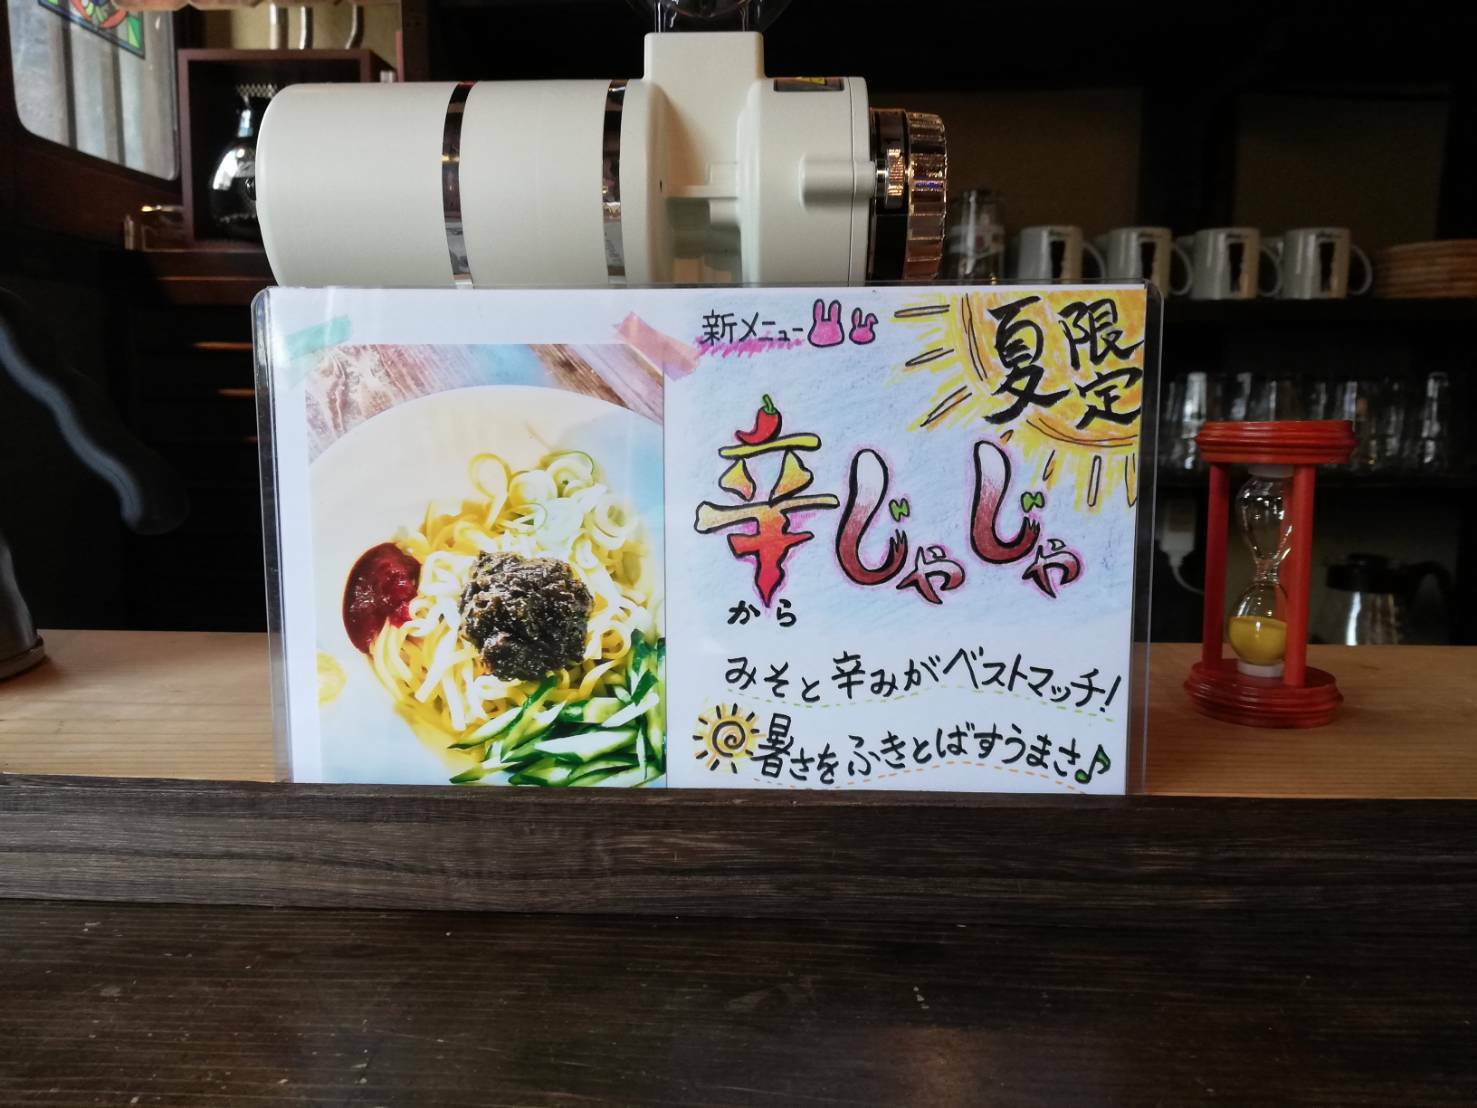 新メニュー
夏限定
辛じゃじゃ
から
みそと辛みがベストマッチ!
暑さをふきとばすうまさ♪